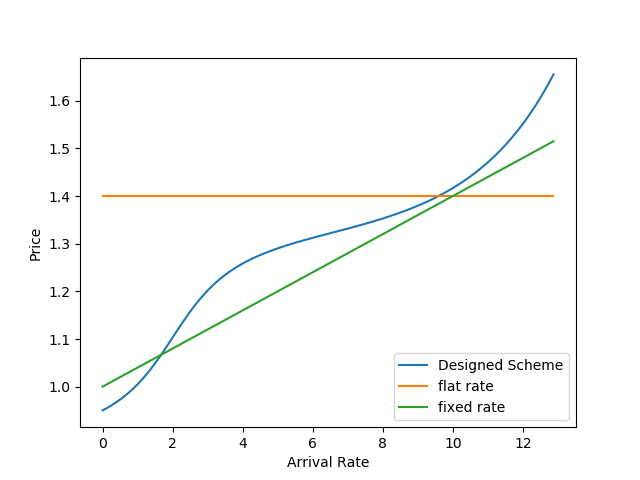 1.6
1.5
1.4
1.3
1.2
1.1
1.0
Price
0 2 4 6 8 10 12
Arrival Rate
Designed Scheme
flat rate
fixed rate